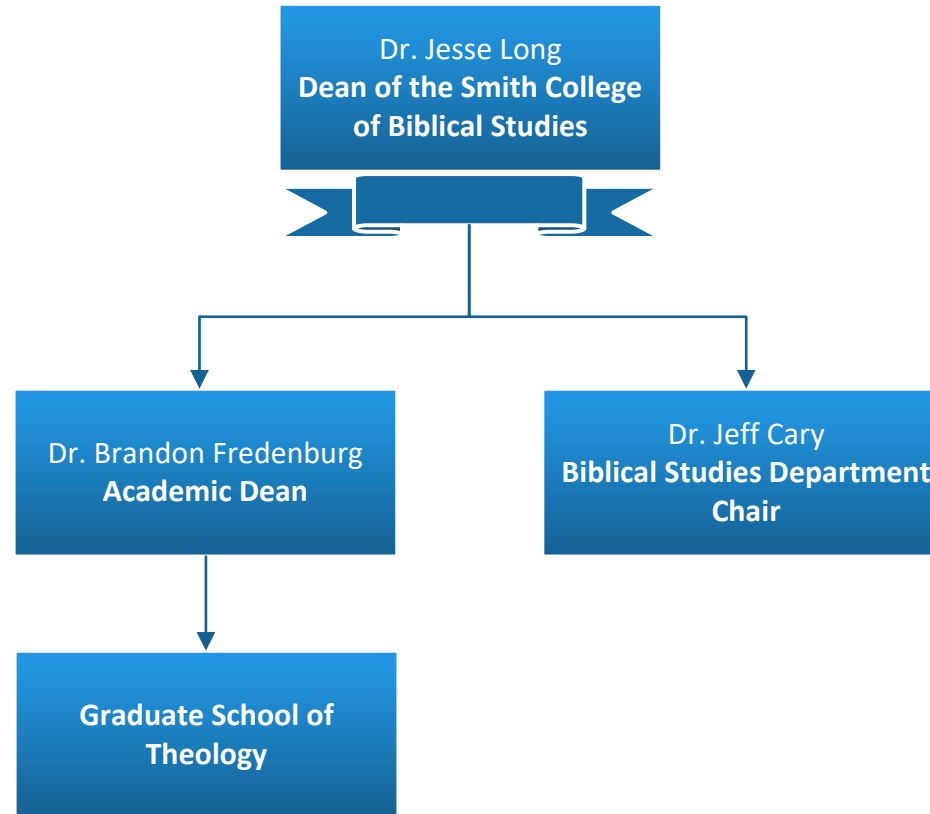 Dr. Jesse Long
Dean of the Smith College
of Biblical Studies
Dr. Brandon Fredenburg
Academic Dean
Dr. Jeff Cary
Biblical Studies Department
Chair
Graduate School of
Theology